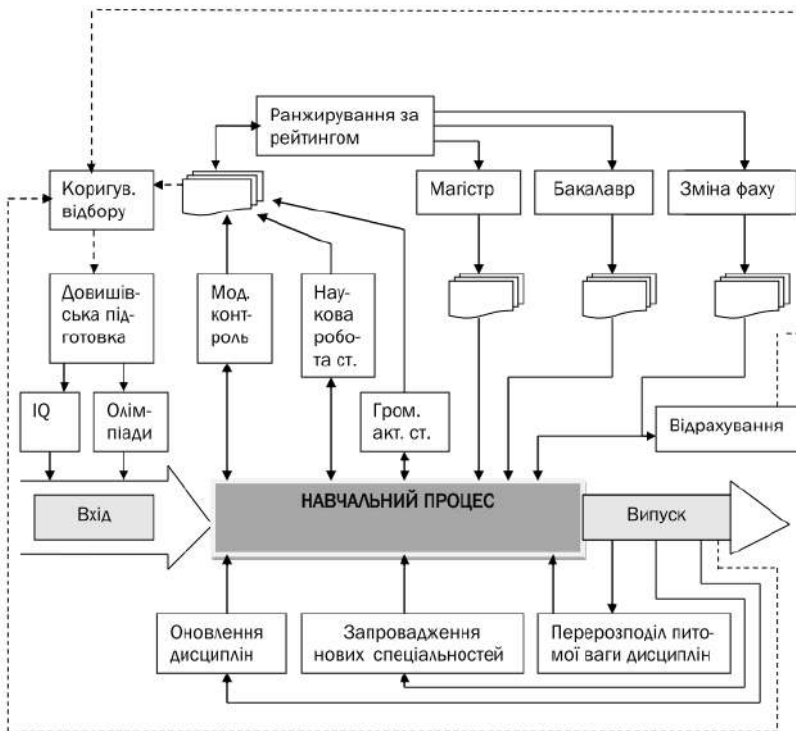 Ранжирування за
рейтингом
Коригув.
відбору
Магістр
Бакалавр
Зміна фаху
Довишів-
ська під-
готовка
Мод.
конт-
роль
Нау-
кова
робо-
та ст.
IQ
Олім-
піади
Гром.
акт. ст.
Відрахування
Вхід
НАВЧАЛЬНИЙ ПРОЦЕС
Випуск
Оновлення
дисциплін
Запровадження
нових спеціальностей
Перерозподіл пито-
мої ваги дисциплін